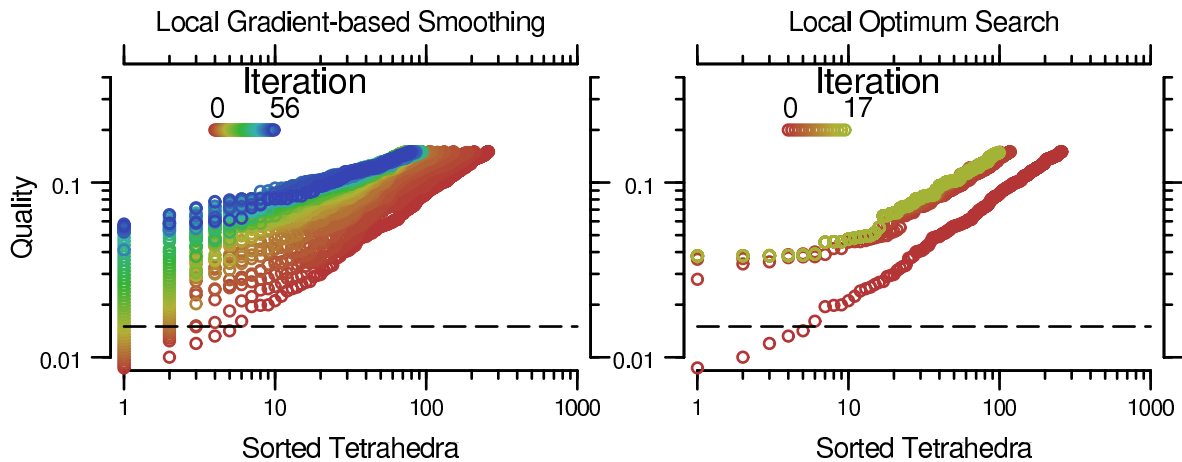 Local Gradient-based Smoothing
Iteration
0 56
Quality
0.1
0.01
1 10 100 1000
Sorted Tetrahedra
Local Optimum Search
Iteration
0 17
0.1
0.01
1 10 100 1000
Sorted Tetrahedra